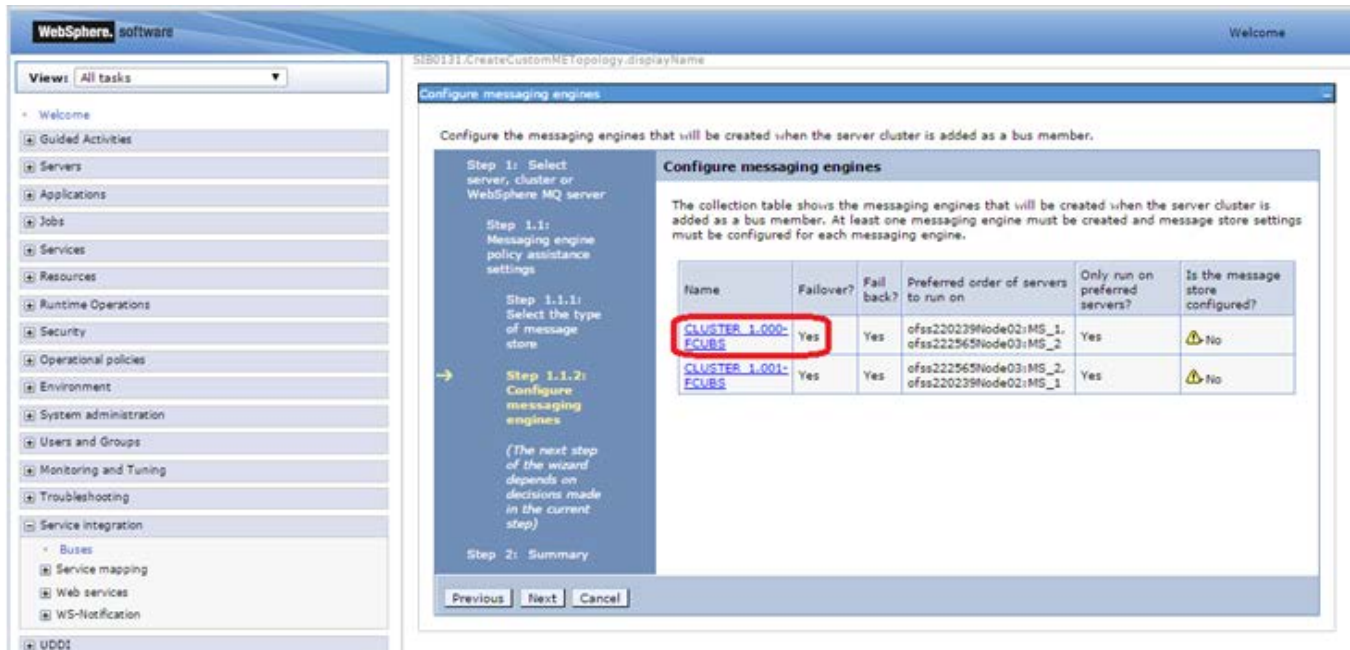 WebSphere. software
Welcome
View: All tasks
SIB0131.CreateCustomMETopology.displayName
Welcome
Guided Activities
Servers
Applications
Jobs
Services
Resources
Runtime Operations
Security
Operational policies
Environment
System administration
Users and Groups
Monitoring and Tuning
Troubleshooting
Service integration
Buses
Service mapping
Web services
WS-Notification
UDDI
Configure messaging engines
Configure the messaging engines that will be created when the server cluster is added as a bus member.
Step 1: Select
server, cluster or
WebSphere MQ server
Step 1.1:
Messaging engine
policy assistance
settings
Step 1.1.1:
Select the type
of message
store
Step 1.1.2:
Configure
messaging
engines
(The next step
of the wizard
depends on
decisions made
in the current
step)
Step 2: Summary
Configure messaging engines
The collection table shows the messaging engines that will be created when the server cluster is
added as a bus member. At least one messaging engine must be created and message store settings
must be configured for each messaging engine.
Name Failover? Fail back? Preferred order of servers to run on Only run on preferred servers? Is the message store configured?
CLUSTER_1.000-FCUBS Yes Yes ofss220239Node02:MS_1, ofss222565Node03:MS_2 Yes No
CLUSTER_1.001-FCUBS Yes Yes ofss222565Node03:MS_2, ofss220239Node02:MS_1 Yes No
Previous Next Cancel